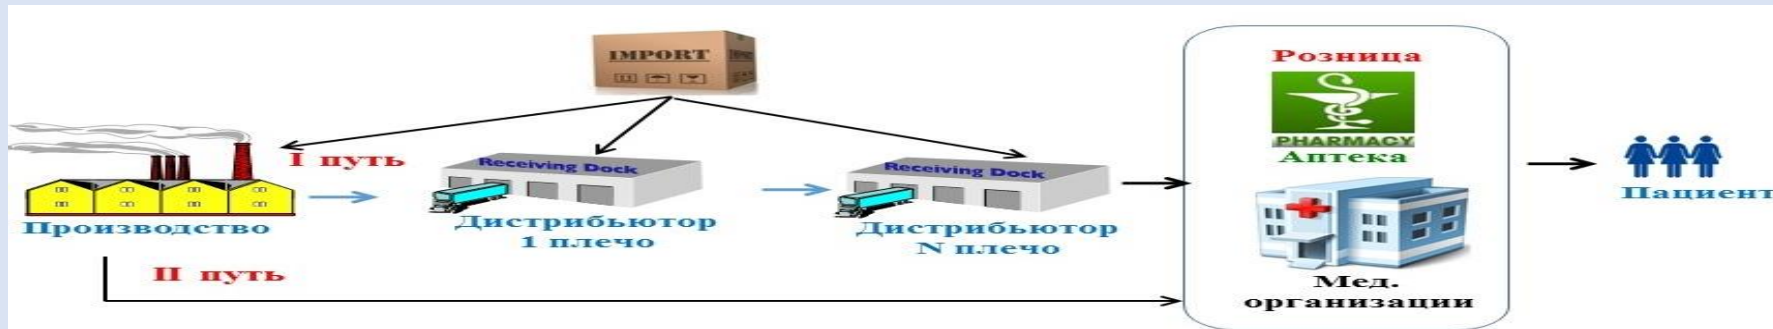 IMPORT
Розница
PHARMACY
Аптека
I путь
Receiving Dock
Receiving Dock
Пациент
Производство
Дистрибьютор
1 плечо
Дистрибьютор
N плечо
II путь
Мед.
организации